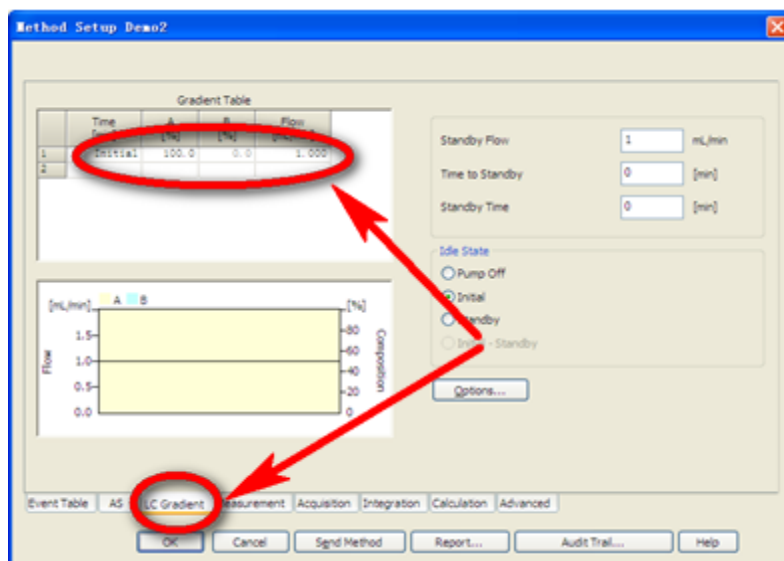 Method Setup Demo2
Gradient Table
Time A B Flow
[%] [%]
1 Initial 100.0 0.0 1.000
2
Standby Flow 1 mL/min
Time to Standby 0 [min]
Standby Time 0 [min]
Idle State
Pump Off
Initial
Standby
Initial - Standby
Options...
[mL/min] A B [%]
1.5
1.0
0.5
0.0
Flow
80
60
40
20
0
Composition
Event Table AS LC Gradient Measurement Acquisition Integration Calculation Advanced
OK Cancel Send Method Report... Audit Trail... Help